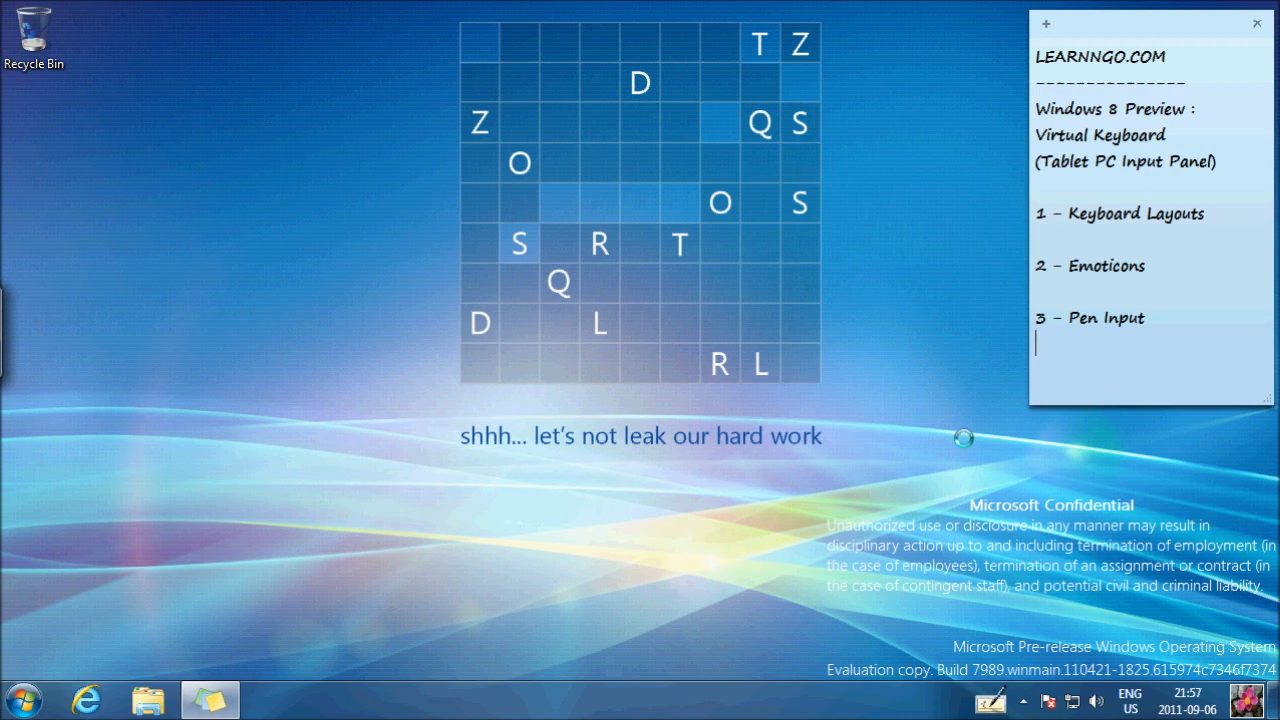 Recycle Bin
T Z
D
Z Q S
O
O S
S R T
Q
D L
R L
shhh... let's not leak our hard work
LEARNNGO.COM
---------------
Windows 8 Preview :
Virtual Keyboard
(Tablet PC Input Panel)
1 - Keyboard Layouts
2 - Emoticons
3 - Pen Input
Microsoft Confidential
Unauthorized use or disclosure in any manner may result in
disciplinary action up to and including termination of employment (in
the case of employees), termination of an assignment or contract (in
the case of contingent staff), and potential civil and criminal liability.
Microsoft Pre-release Windows Operating System
Evaluation copy. Build 7989.winmain.110421-1825.615974c7346f7374
ENG
US
21:57
2011-09-06